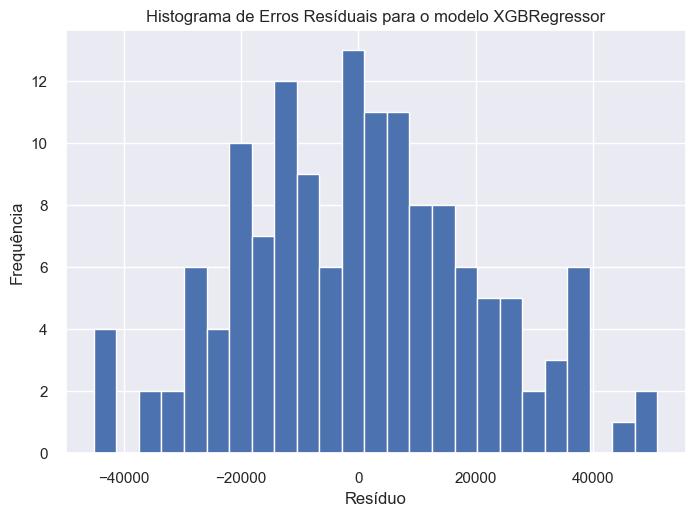 Histograma de Erros Resíduais para o modelo XGBRegressor
Frequência
12
10
8
6
4
2
0
−40000 −20000 0 20000 40000
Resíduo